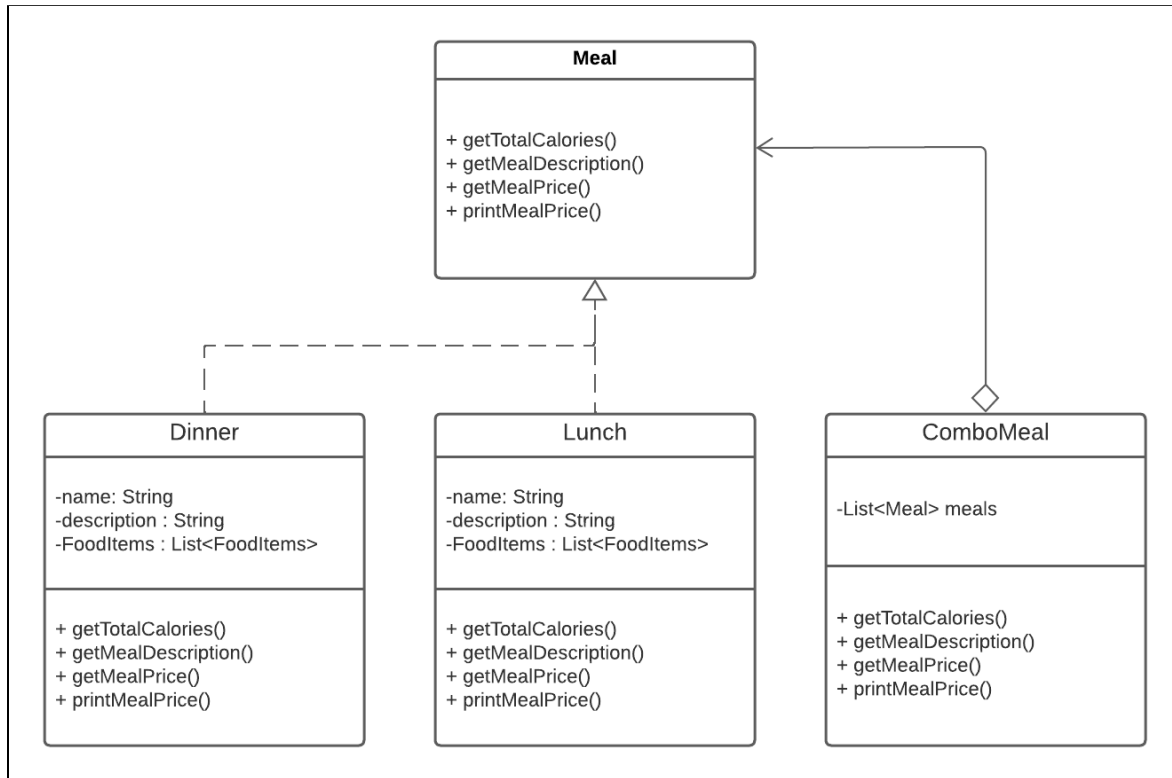 Meal
+ getTotalCalories()
+ getMealDescription()
+ getMealPrice()
+ printMealPrice()
Dinner
-name: String
-description : String
-FoodItems : List<FoodItems>
+ getTotalCalories()
+ getMealDescription()
+ getMealPrice()
+ printMealPrice()
Lunch
-name: String
-description : String
-FoodItems : List<FoodItems>
+ getTotalCalories()
+ getMealDescription()
+ getMealPrice()
+ printMealPrice()
ComboMeal
-List<Meal> meals
+ getTotalCalories()
+ getMealDescription()
+ getMealPrice()
+ printMealPrice()